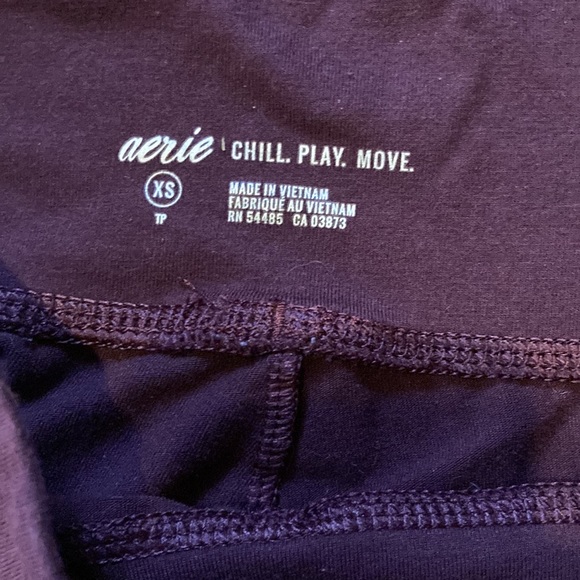 aerie CHILL. PLAY. MOVE.
XS
TP
MADE IN VIETNAM
FABRIQUÉ AU VIETNAM
RN 54485 CA 03873